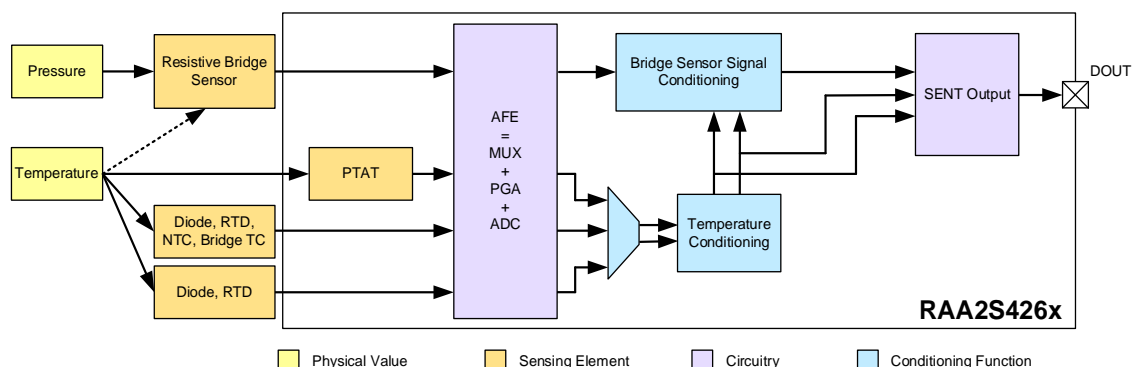 Pressure
Resistive Bridge
Sensor
Temperature
PTAT
Diode, RTD,
NTC, Bridge TC
Diode, RTD
AFE
=
MUX
+
PGA
+
ADC
Bridge Sensor Signal
Conditioning
Temperature
Conditioning
SENT Output
DOUT
RAA2S426x
Physical Value
Sensing Element
Circuitry
Conditioning Function